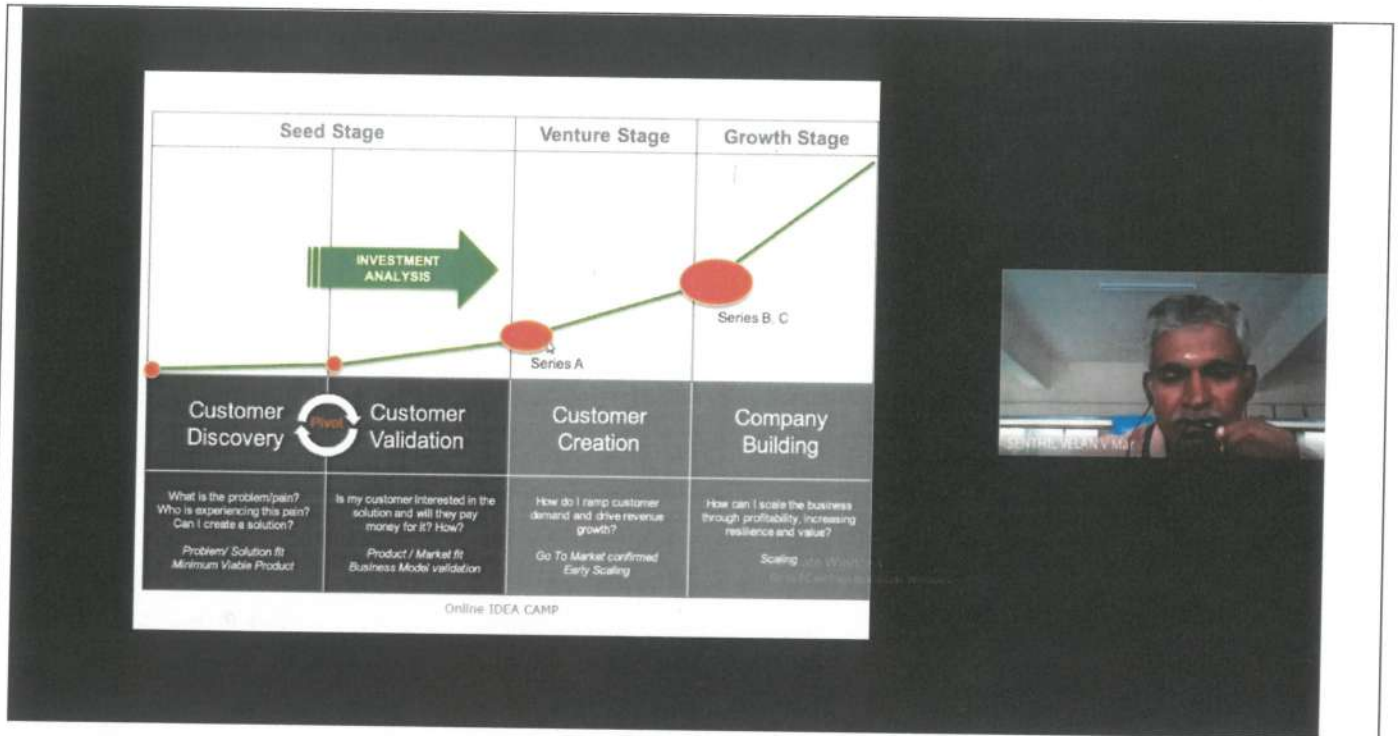 Seed Stage
Venture Stage
Growth Stage
INVESTMENT
ANALYSIS
Series A
Series B, C
Customer
Discovery
Pivot
Customer
Validation
Customer
Creation
Company
Building
What is the problem/pain?
Who is experiencing this pain?
Can I create a solution?
Problem/ Solution fit
Minimum Viable Product
Is my customer interested in the
solution and will they pay
money for it? How?
Product / Market fit
Business Model validation
How do I ramp customer
demand and drive revenue
growth?
Go To Market confirmed
Early Scaling
How can I scale the business
through profitability, increasing
resilience and value?
Scaling
Online IDEA CAMP
SENTHIL VELAN V